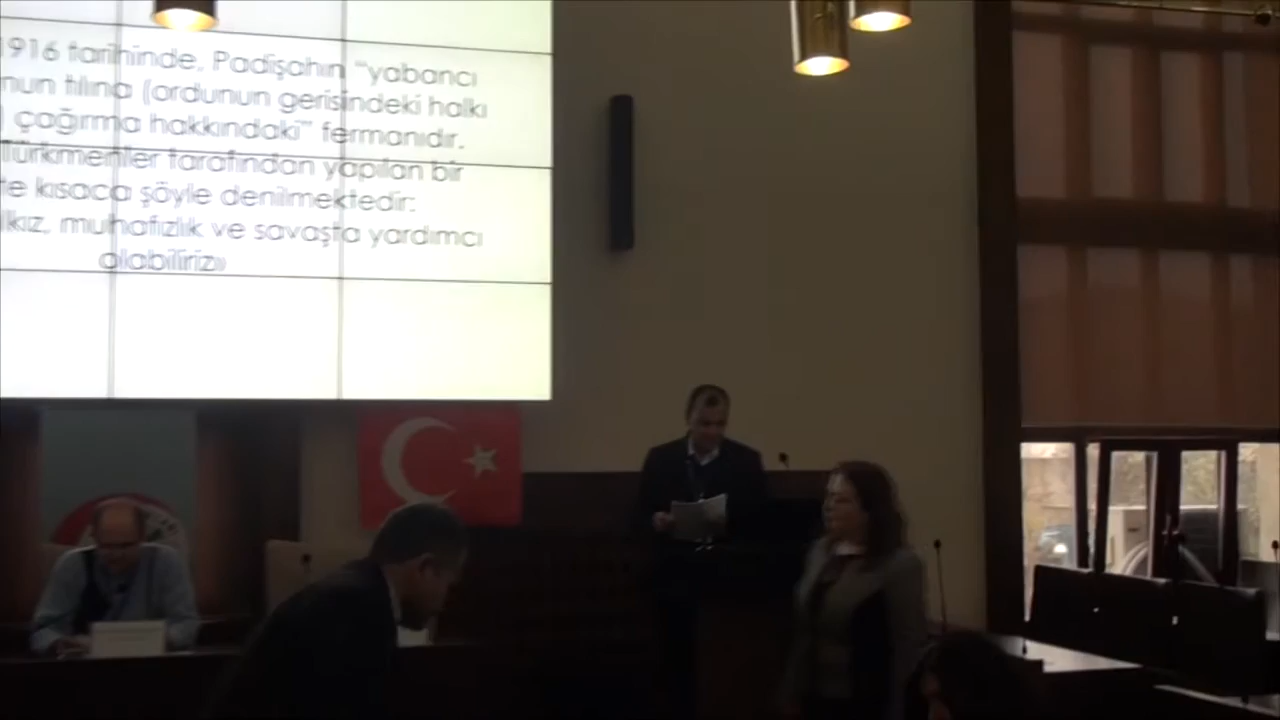 1916 tarihinde, Padişahın "yabancı
nun tılına (ordunun gerisindeki halkı
) çağırma hakkındaki" fermanıdır.
Türkmenler tarafından yapılan bir
te kısaca şöyle denilmektedir:
lkız, muhafızlık ve savaşta yardımcı
olabiliriz»